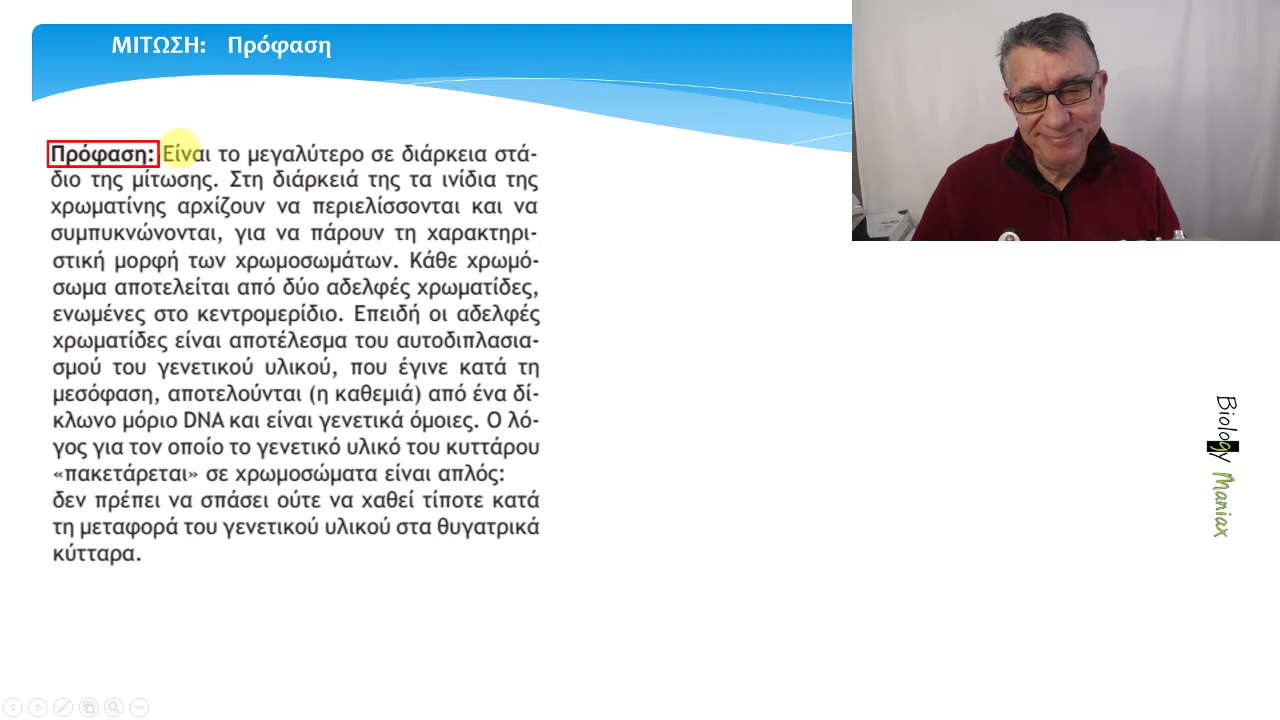 ΜΙΤΩΣΗ: Πρόφαση
Πρόφαση: Είναι το μεγαλύτερο σε διάρκεια στά-
διο της μίτωσης. Στη διάρκειά της τα ινίδια της
χρωματίνης αρχίζουν να περιελίσσονται και να
συμπυκνώνονται, για να πάρουν τη χαρακτηρι-
στική μορφή των χρωμοσωμάτων. Κάθε χρωμό-
σωμα αποτελείται από δύο αδελφές χρωματίδες,
ενωμένες στο κεντρομερίδιο. Επειδή οι αδελφές
χρωματίδες είναι αποτέλεσμα του αυτοδιπλασια-
σμού του γενετικού υλικού, που έγινε κατά τη
μεσόφαση, αποτελούνται (η καθεμιά) από ένα δί-
κλωνο μόριο DNA και είναι γενετικά όμοιες. Ο λό-
γος για τον οποίο το γενετικό υλικό του κυττάρου
«πακετάρεται» σε χρωμοσώματα είναι απλός:
δεν πρέπει να σπάσει ούτε να χαθεί τίποτε κατά
τη μεταφορά του γενετικού υλικού στα θυγατρικά
κύτταρα.
Biology Maniax